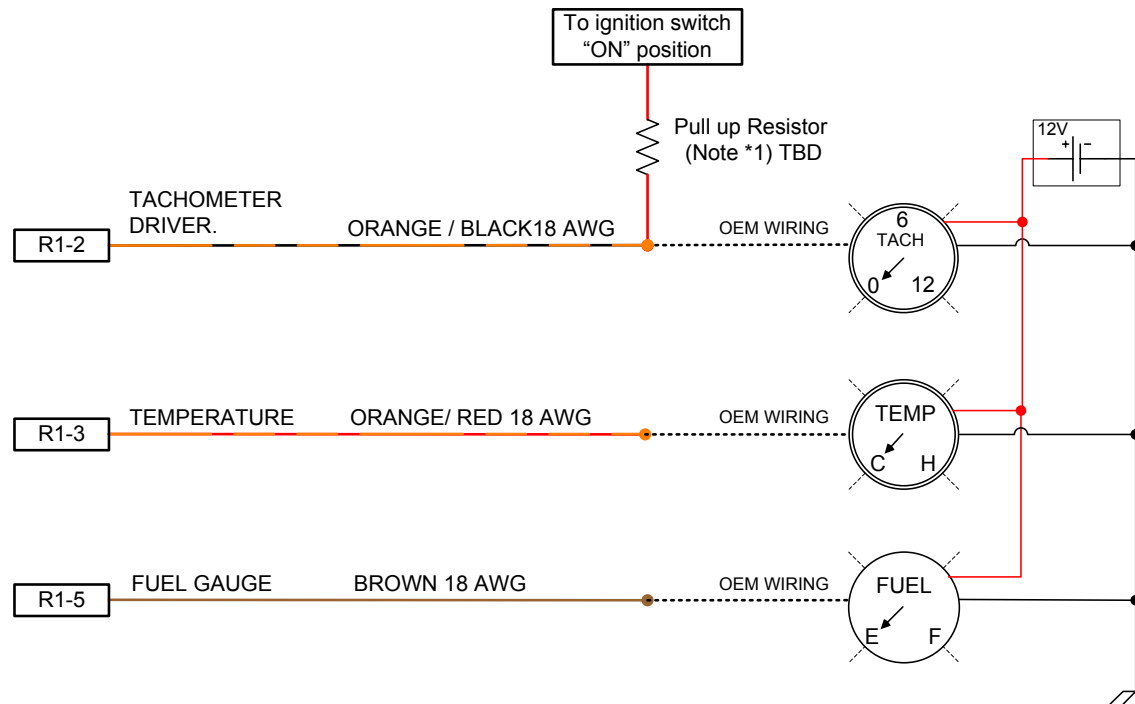 To ignition switch
“ON” position
Pull up Resistor
(Note *1) TBD
12V
+ -
TACHOMETER
DRIVER.
R1-2
ORANGE / BLACK18 AWG
OEM WIRING
6
TACH
0 12
R1-3
TEMPERATURE
ORANGE/ RED 18 AWG
OEM WIRING
TEMP
C H
R1-5
FUEL GAUGE
BROWN 18 AWG
OEM WIRING
FUEL
E F